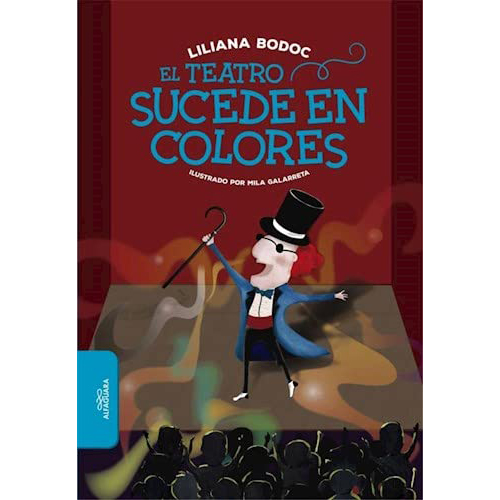 LILIANA BODOC
EL TEATRO
SUCEDE EN
COLORES
ILUSTRADO POR MILA GALARRETA
ALFAGUARA